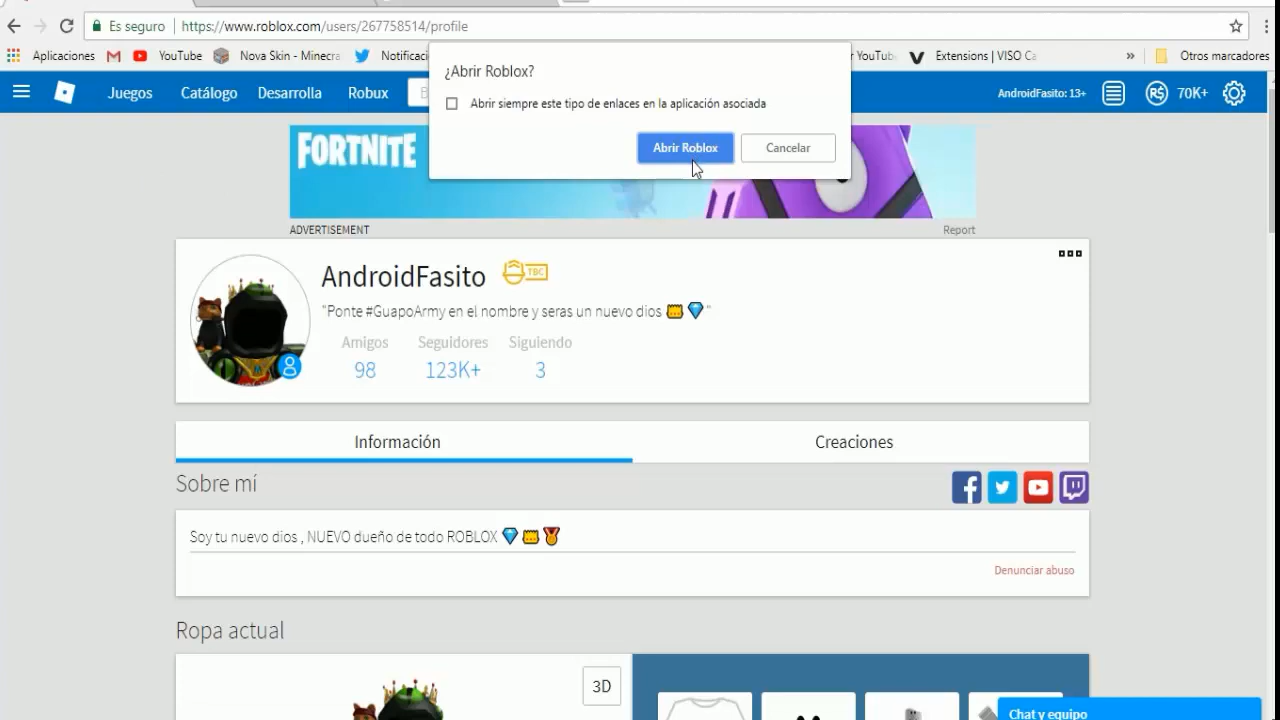 Es seguro https://www.roblox.com/users/267758514/profile
Aplicaciones YouTube Nova Skin - Minecra YouTube Extensions | VISO
Otros marcadores
¿Abrir Roblox?
Abrir siempre este tipo de enlaces en la aplicación asociada
Abrir Roblox Cancelar
Juegos Catálogo Desarrolla Robux AndroidFasito: 13+ R$ 70K+
FORTNITE
ADVERTISEMENT Report
AndroidFasito TBC
"Ponte #GuapoArmy en el nombre y seras un nuevo dios 👑💎"
Amigos Seguidores Siguiendo
98 123K+ 3
Información Creaciones
Sobre mí
Soy tu nuevo dios , NUEVO dueño de todo ROBLOX 💎👑🏅
Denunciar abuso
Ropa actual
3D
Chat y equipo